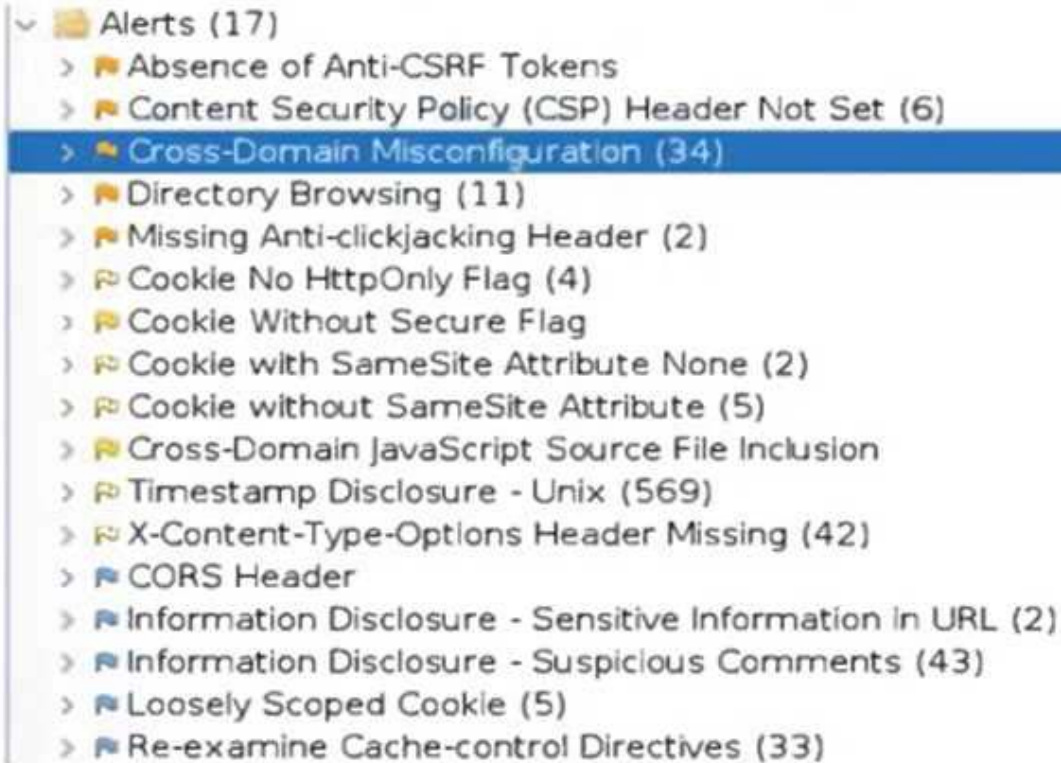 Alerts (17)
Absence of Anti-CSRF Tokens
Content Security Policy (CSP) Header Not Set (6)
Cross-Domain Misconfiguration (34)
Directory Browsing (11)
Missing Anti-clickjacking Header (2)
Cookie No HttpOnly Flag (4)
Cookie Without Secure Flag
Cookie with SameSite Attribute None (2)
Cookie without SameSite Attribute (5)
Cross-Domain JavaScript Source File Inclusion
Timestamp Disclosure - Unix (569)
X-Content-Type-Options Header Missing (42)
CORS Header
Information Disclosure - Sensitive Information in URL (2)
Information Disclosure - Suspicious Comments (43)
Loosely Scoped Cookie (5)
Re-examine Cache-control Directives (33)